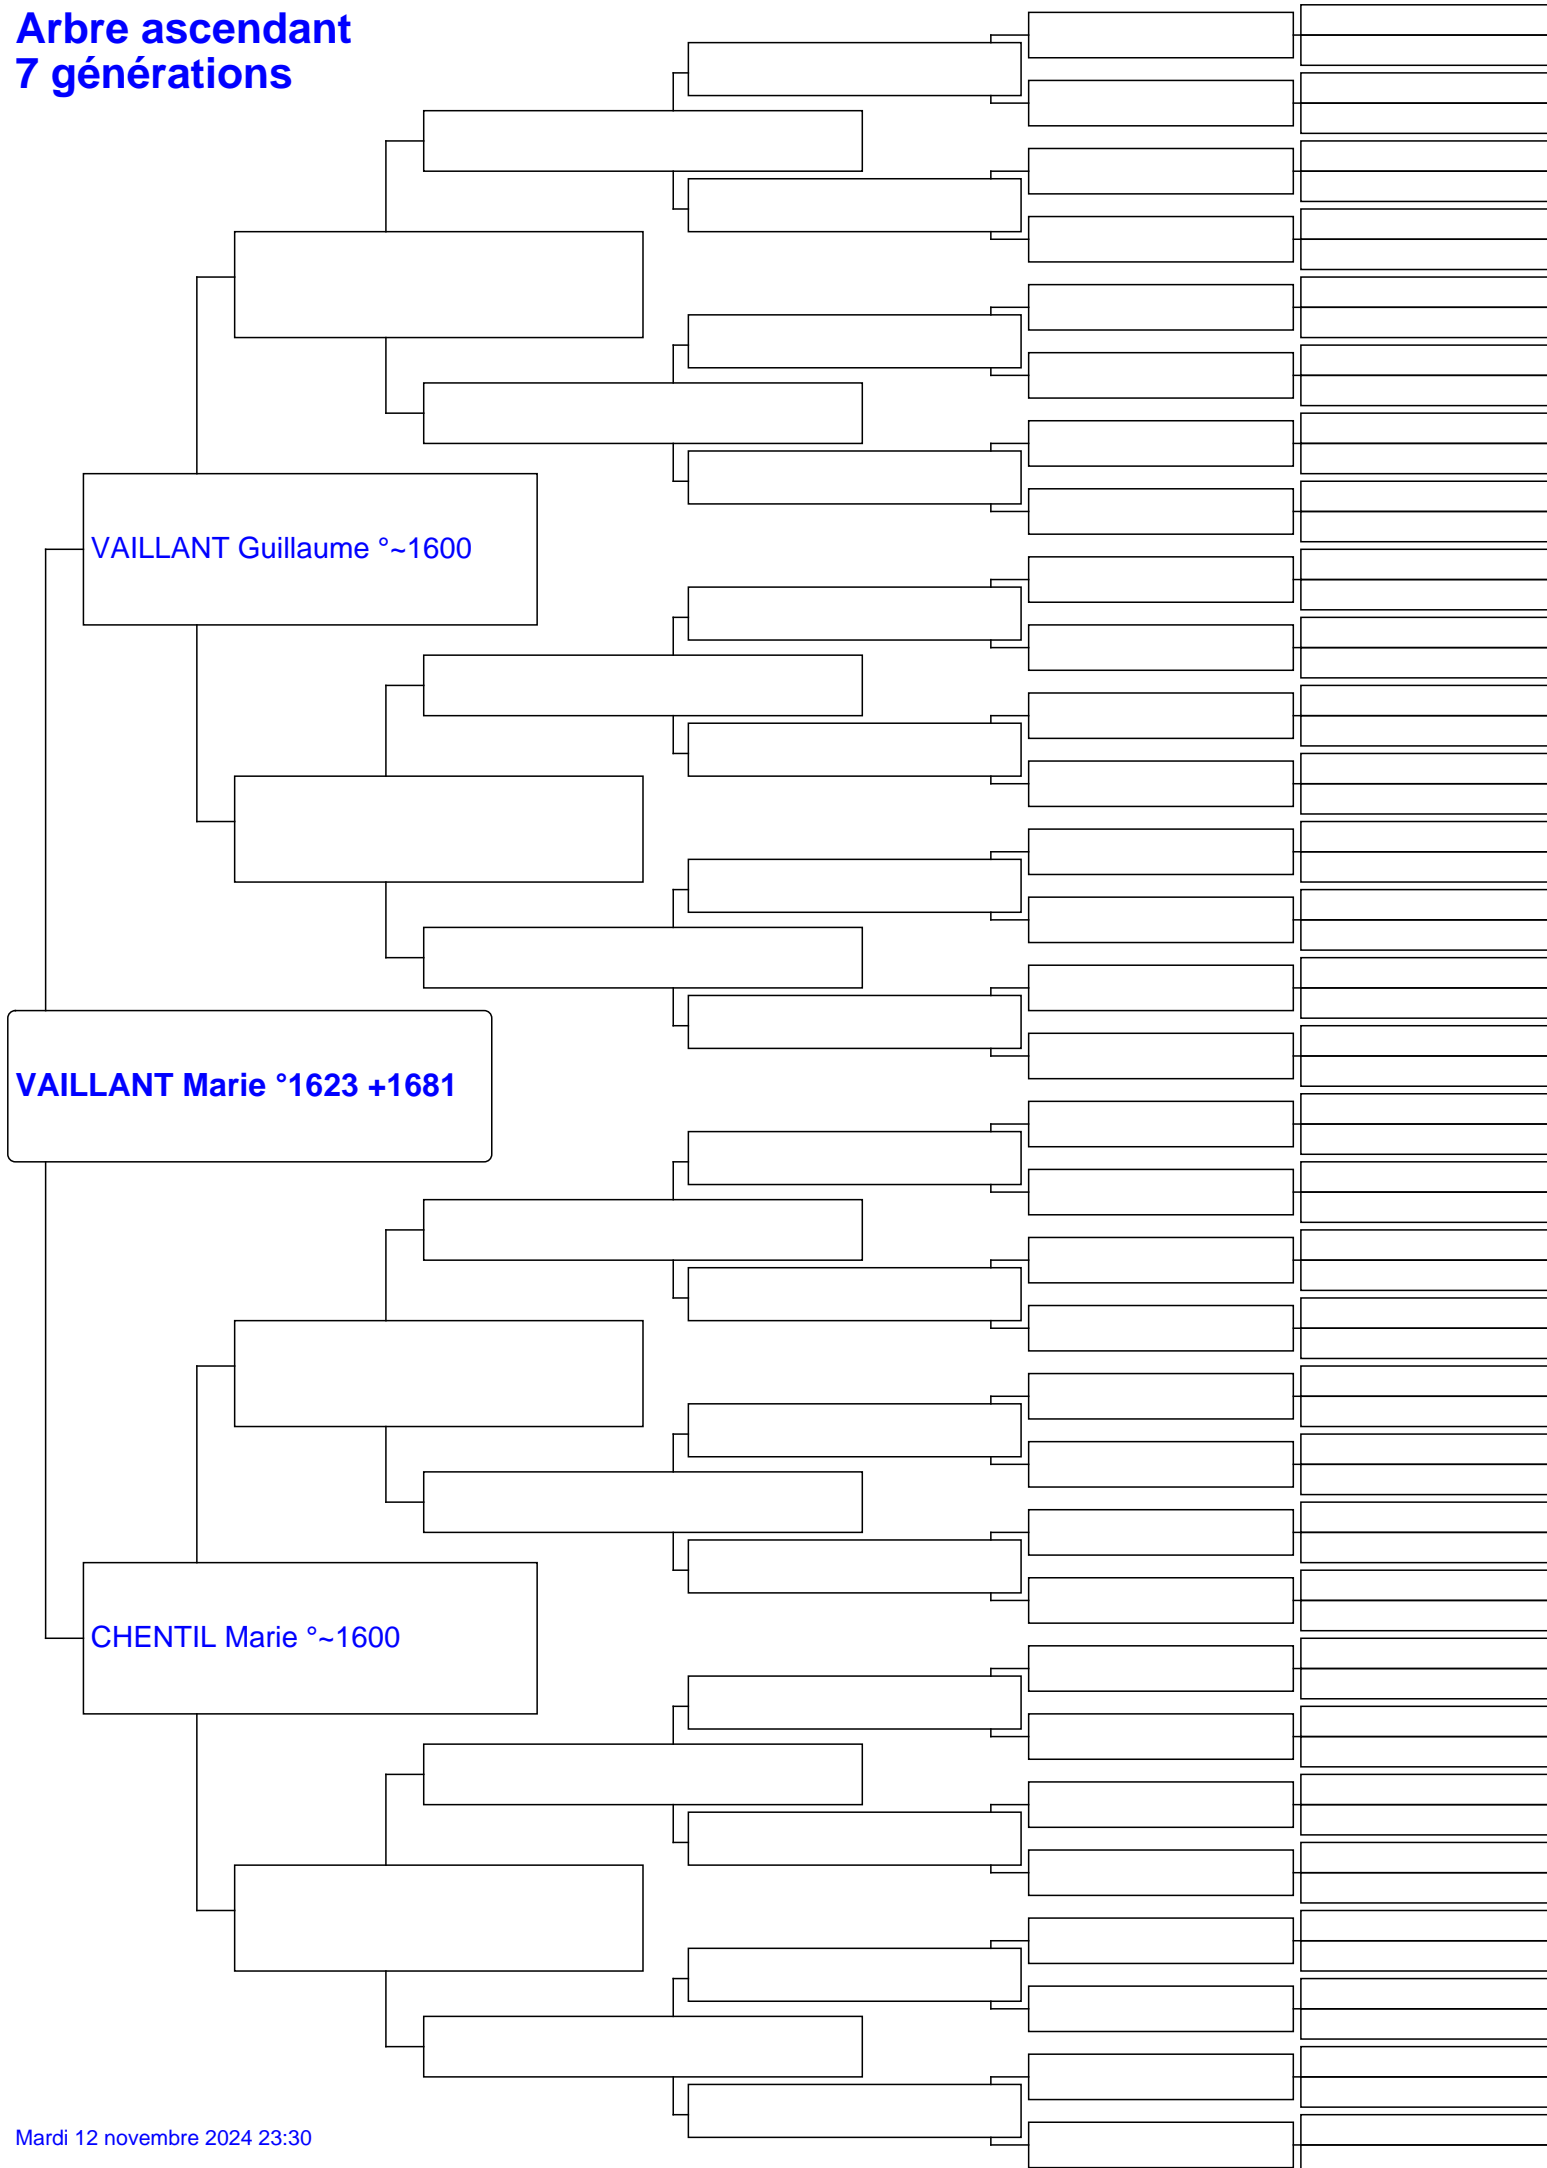 Arbre ascendant
7 générations
VAILLANT Guillaume °~1600
VAILLANT Marie °1623 +1681
CHENTIL Marie °~1600
Mardi 12 novembre 2024 23:30